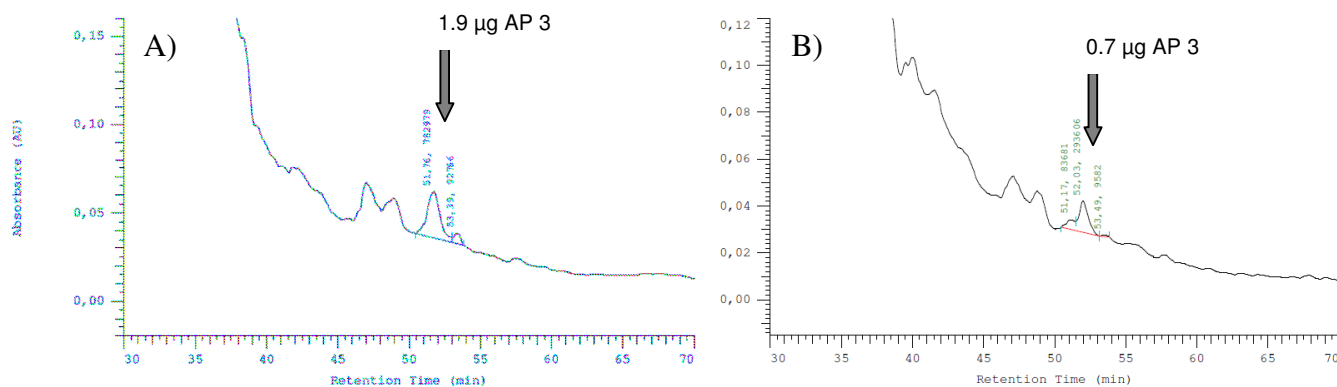 A)
1.9 µg AP 3
0,15
0,10
0,05
0,00
Absorbance (AU)
51,76, 782979
53,39, 92766
30 35 40 45 50 55 60 65 70
Retention Time (min)
B)
0.7 µg AP 3
0,12
0,10
0,08
0,06
0,04
0,02
0,00
51,17, 83681
52,03, 293606
53,49, 9582
30 35 40 45 50 55 60 65 70
Retention Time (min)